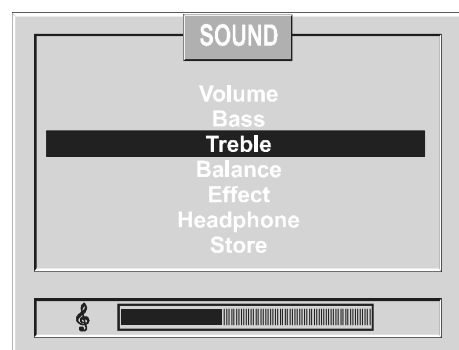 SOUND
Volume
Bass
Treble
Balance
Effect
Headphone
Store